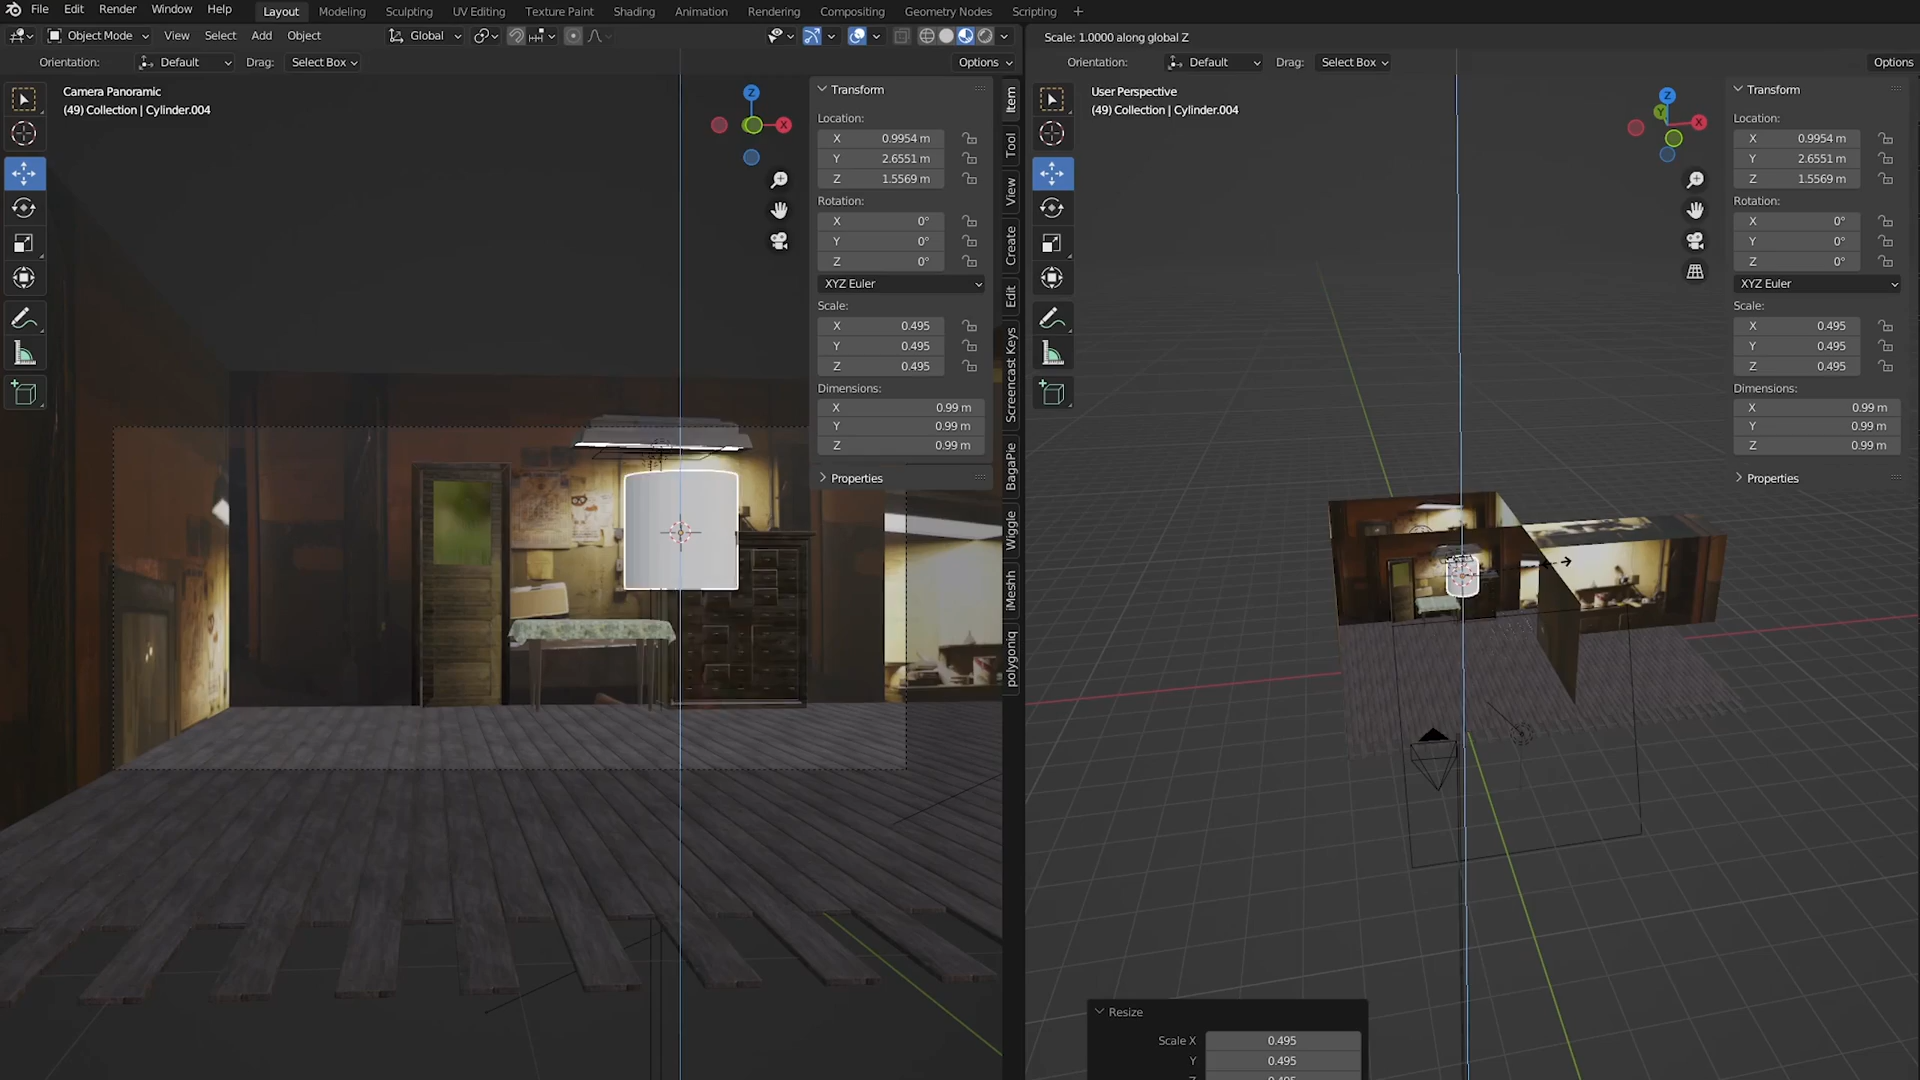 File Edit Render Window Help Layout Modeling Sculpting UV Editing Texture Paint Shading Animation Rendering Compositing Geometry Nodes Scripting +
Object Mode View Select Add Object Global
Scale: 1.0000 along global Z
Orientation: Default Drag: Select Box Options
Orientation: Default Drag: Select Box Options
Camera Panoramic
(49) Collection | Cylinder.004
Z
X
Transform
Location:
X 0.9954 m
Y 2.6551 m
Z 1.5569 m
Rotation:
X 0°
Y 0°
Z 0°
XYZ Euler
Scale:
X 0.495
Y 0.495
Z 0.495
Dimensions:
X 0.99 m
Y 0.99 m
Z 0.99 m
Properties
Item
Tool
View
Create
Edit
Screencast Keys
BagaPie
Wiggle
iMeshh
polygoniq
User Perspective
(49) Collection | Cylinder.004
Z
Y
X
Transform
Location:
X 0.9954 m
Y 2.6551 m
Z 1.5569 m
Rotation:
X 0°
Y 0°
Z 0°
XYZ Euler
Scale:
X 0.495
Y 0.495
Z 0.495
Dimensions:
X 0.99 m
Y 0.99 m
Z 0.99 m
Properties
Resize
Scale X 0.495
Y 0.495
Z 0.495